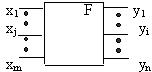 x1 F y1
xj yi
xm yn